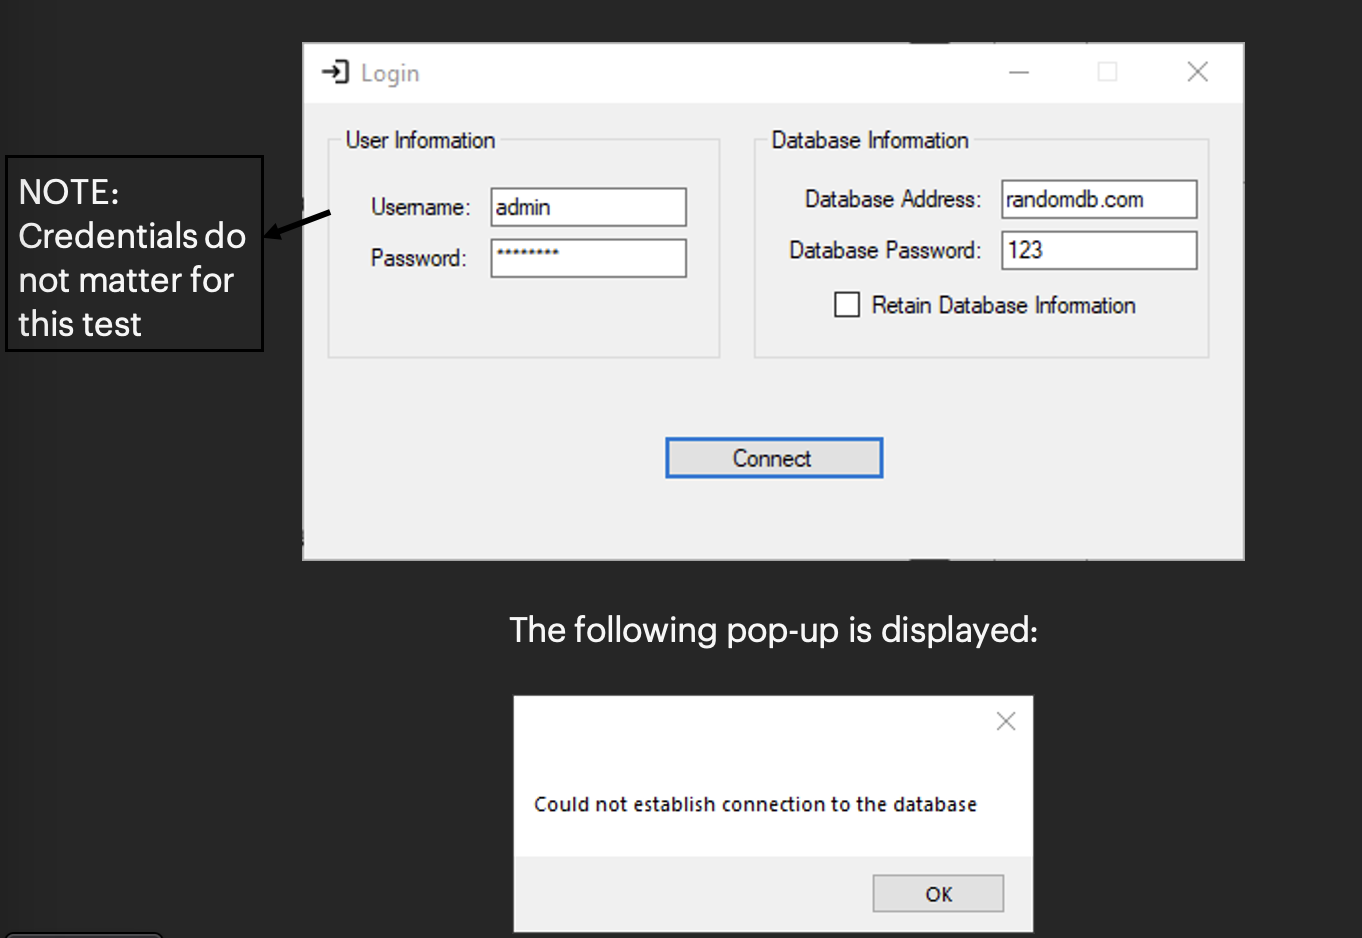 Login
User Information
Database Information
NOTE:
Credentials do
not matter for
this test
Username: admin
Password: ********
Database Address: randomdb.com
Database Password: 123
Retain Database Information
Connect
The following pop-up is displayed:
Could not establish connection to the database
OK